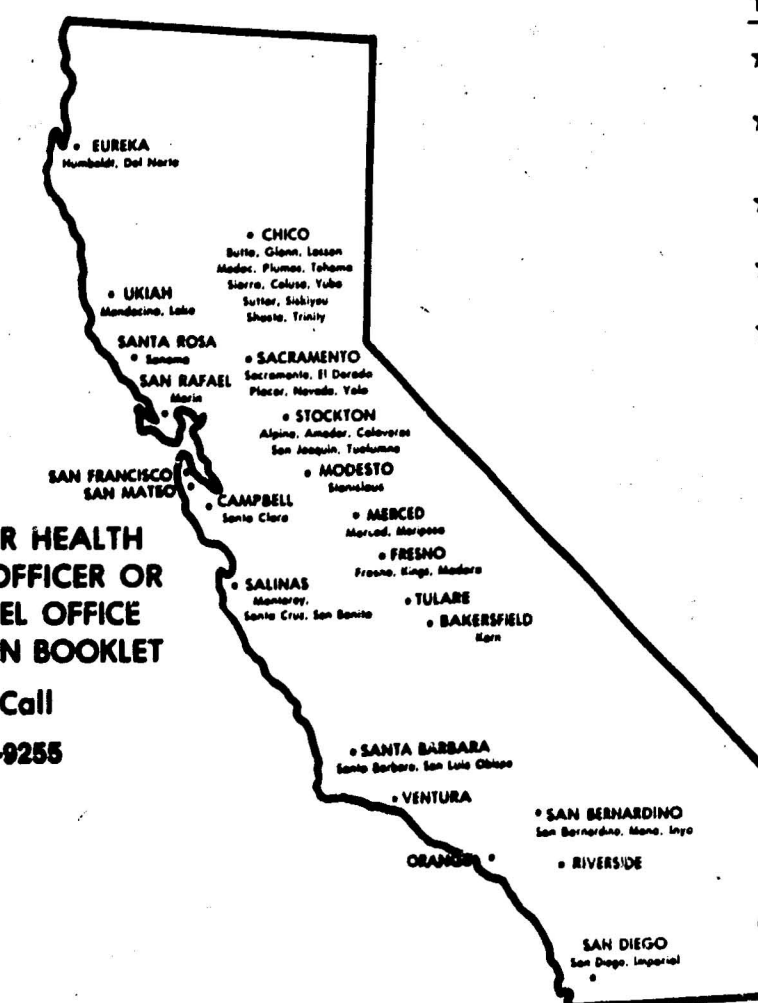 • EUREKA
Humboldt, Del Norte
• CHICO
Butte, Glenn, Lassen
Modoc, Plumas, Tehama
Sierra, Colusa, Yuba
Sutter, Siskiyou
Shasta, Trinity
• UKIAH
Mendocino, Lake
SANTA ROSA
• Sonoma
SAN RAFAEL
Marin
• SACRAMENTO
Sacramento, El Dorado
Placer, Nevada, Yolo
• STOCKTON
Alpine, Amador, Calaveras
San Joaquin, Tuolumne
• MODESTO
Stanislaus
SAN FRANCISCO
SAN MATEO •
• CAMPBELL
Santa Clara
• MERCED
Merced, Mariposa
• FRESNO
Fresno, Kings, Madera
R HEALTH
OFFICER OR
EL OFFICE
N BOOKLET
Call
-9255
• SALINAS
Monterey,
Santa Cruz, San Benito
• TULARE
• BAKERSFIELD
Kern
• SANTA BARBARA
Santa Barbara, San Luis Obispo
• VENTURA
• SAN BERNARDINO
San Bernardino, Mono, Inyo
ORANGE •
• RIVERSIDE
SAN DIEGO
San Diego, Imperial